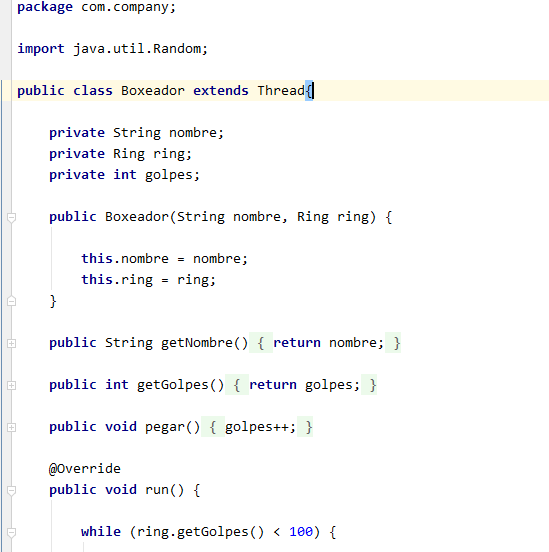 package com.company;
import java.util.Random;
public class Boxeador extends Thread{
private String nombre;
private Ring ring;
private int golpes;
public Boxeador(String nombre, Ring ring) {
this.nombre = nombre;
this.ring = ring;
}
public String getNombre() { return nombre; }
public int getGolpes() { return golpes; }
public void pegar() { golpes++; }
@Override
public void run() {
while (ring.getGolpes() < 100) {